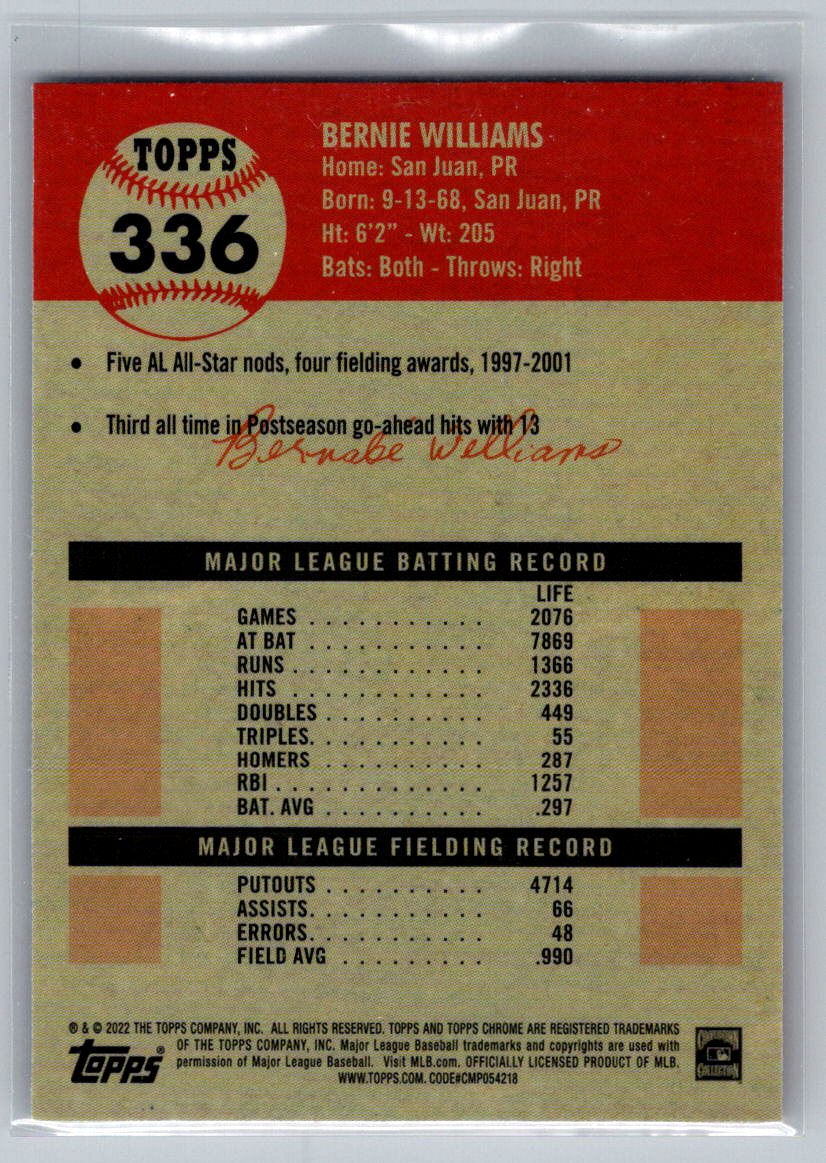 TOPPS
336
BERNIE WILLIAMS
Home: San Juan, PR
Born: 9-13-68, San Juan, PR
Ht: 6'2" - Wt: 205
Bats: Both - Throws: Right
• Five AL All-Star nods, four fielding awards, 1997-2001
• Third all time in Postseason go-ahead hits with 13
Bernabé Williams
MAJOR LEAGUE BATTING RECORD
LIFE
GAMES . . . . . . . . . . . 2076
AT BAT . . . . . . . . . . . 7869
RUNS . . . . . . . . . . . . 1366
HITS . . . . . . . . . . . . 2336
DOUBLES . . . . . . . . . . 449
TRIPLES. . . . . . . . . . . 55
HOMERS . . . . . . . . . . 287
RBI . . . . . . . . . . . . . 1257
BAT. AVG . . . . . . . . . . .297
MAJOR LEAGUE FIELDING RECORD
PUTOUTS . . . . . . . . . . 4714
ASSISTS. . . . . . . . . . . 66
ERRORS. . . . . . . . . . . 48
FIELD AVG . . . . . . . . . .990
® & © 2022 THE TOPPS COMPANY, INC. ALL RIGHTS RESERVED. TOPPS AND TOPPS CHROME ARE REGISTERED TRADEMARKS
OF THE TOPPS COMPANY, INC. Major League Baseball trademarks and copyrights are used with
permission of Major League Baseball. Visit MLB.com. OFFICIALLY LICENSED PRODUCT OF MLB.
WWW.TOPPS.COM. CODE#CMP054218
Topps®
COOPERSTOWN
COLLECTION